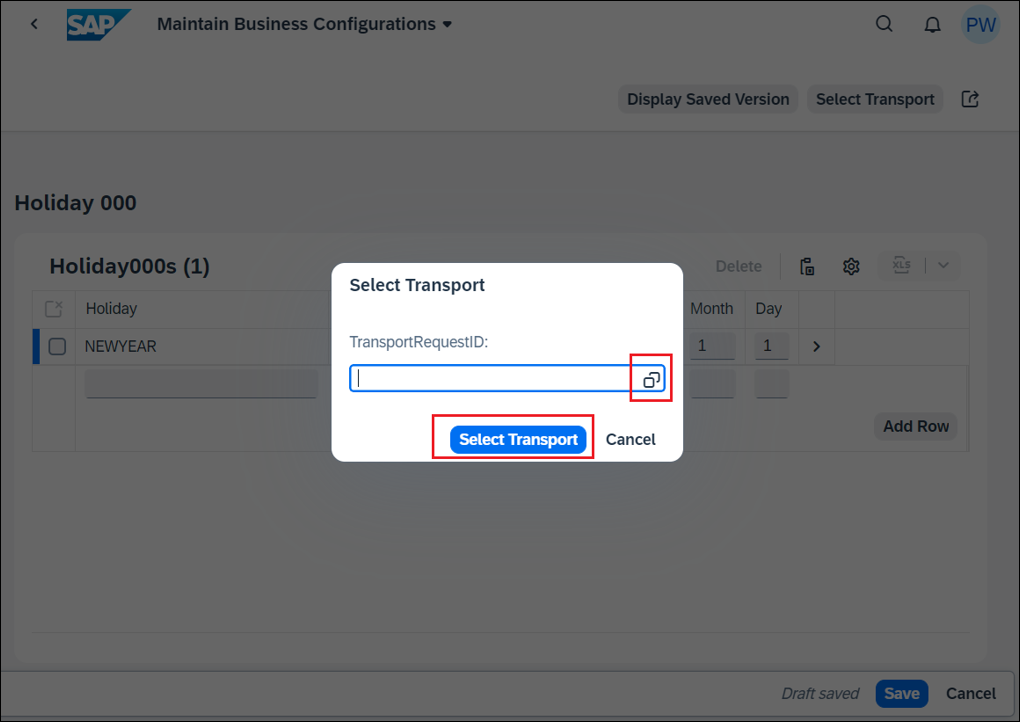 SAP Maintain Business Configurations PW
Display Saved Version Select Transport
Holiday 000
Holiday000s (1) Delete XLS
Holiday Month Day
NEWYEAR 1 1
Add Row
Select Transport
TransportRequestID:
Select Transport Cancel
Draft saved Save Cancel